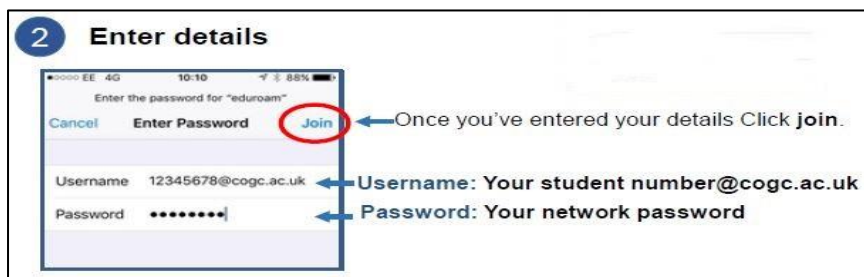 2 Enter details
●○○○○ EE 4G 10:10 88%
Enter the password for "eduroam"
Cancel Enter Password Join
Once you've entered your details Click join.
Username 12345678@cogc.ac.uk
Username: Your student number@cogc.ac.uk
Password ●●●●●●●●
Password: Your network password